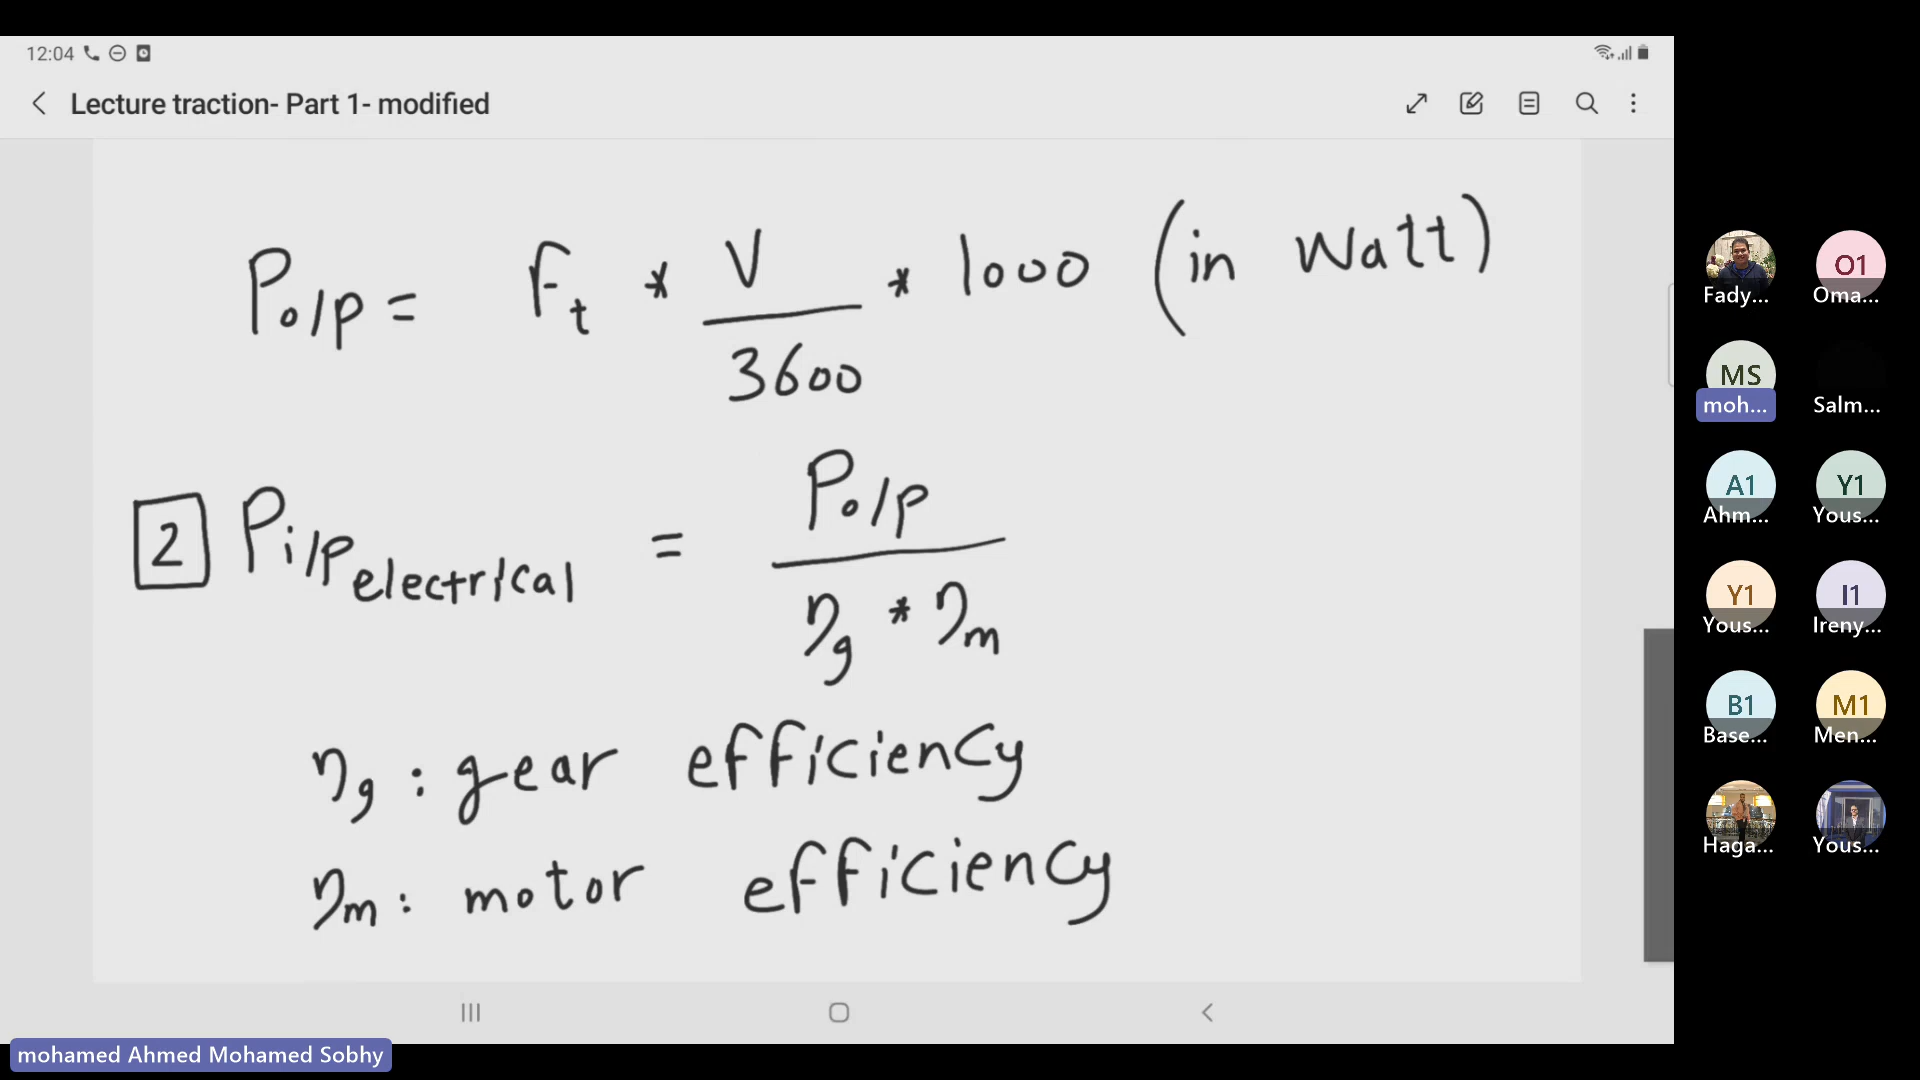 12:04
Lecture traction- Part 1- modified
Po/p = Ft * V/3600 * 1000 (in Watt)
2 Pi/p electrical = Po/p / ηg * ηm
ηg : gear efficiency
ηm : motor efficiency
Fady...
O1
Oma...
MS
moh...
Salm...
A1
Ahm...
Y1
Yous...
Y1
Yous...
I1
Ireny...
B1
Base...
M1
Men...
Haga...
Yous...
mohamed Ahmed Mohamed Sobhy